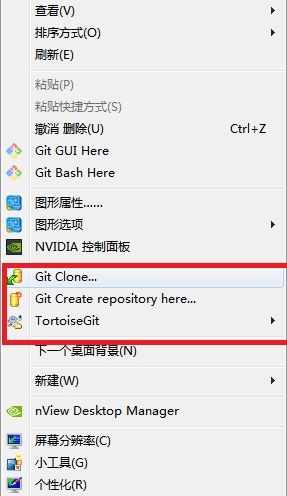 查看(V)
排序方式(O)
刷新(E)
粘贴(P)
粘贴快捷方式(S)
撤消 删除(U) Ctrl+Z
Git GUI Here
Git Bash Here
图形属性......
图形选项
NVIDIA 控制面板
Git Clone...
Git Create repository here...
TortoiseGit
下一个桌面背景(N)
新建(W)
nView Desktop Manager
屏幕分辨率(C)
小工具(G)
个性化(R)